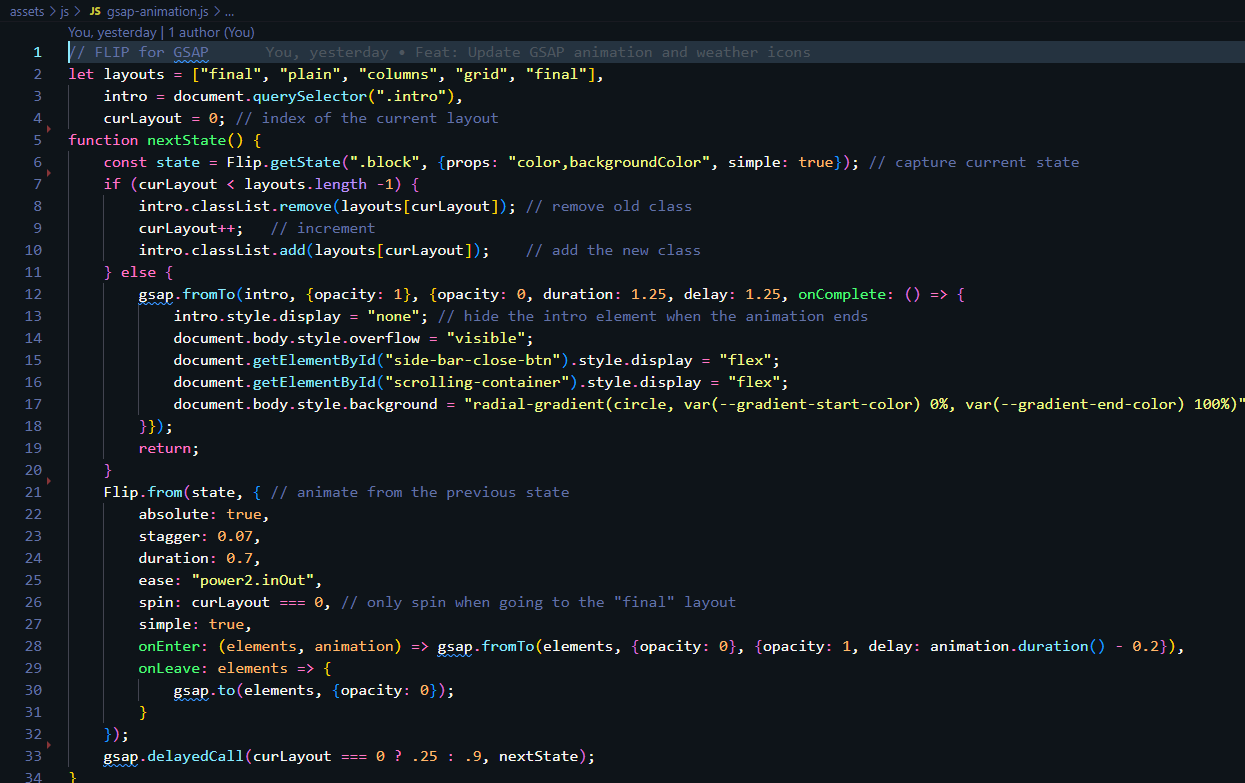 assets > js > JS gsap-animation.js > ...
You, yesterday | 1 author (You)
1 // FLIP for GSAP You, yesterday • Feat: Update GSAP animation and weather icons
2 let layouts = ["final", "plain", "columns", "grid", "final"],
3 intro = document.querySelector(".intro"),
4 curLayout = 0; // index of the current layout
5 function nextState() {
6 const state = Flip.getState(".block", {props: "color,backgroundColor", simple: true}); // capture current state
7 if (curLayout < layouts.length -1) {
8 intro.classList.remove(layouts[curLayout]); // remove old class
9 curLayout++; // increment
10 intro.classList.add(layouts[curLayout]); // add the new class
11 } else {
12 gsap.fromTo(intro, {opacity: 1}, {opacity: 0, duration: 1.25, delay: 1.25, onComplete: () => {
13 intro.style.display = "none"; // hide the intro element when the animation ends
14 document.body.style.overflow = "visible";
15 document.getElementById("side-bar-close-btn").style.display = "flex";
16 document.getElementById("scrolling-container").style.display = "flex";
17 document.body.style.background = "radial-gradient(circle, var(--gradient-start-color) 0%, var(--gradient-end-color) 100%)"
18 }});
19 return;
20 }
21 Flip.from(state, { // animate from the previous state
22 absolute: true,
23 stagger: 0.07,
24 duration: 0.7,
25 ease: "power2.inOut",
26 spin: curLayout === 0, // only spin when going to the "final" layout
27 simple: true,
28 onEnter: (elements, animation) => gsap.fromTo(elements, {opacity: 0}, {opacity: 1, delay: animation.duration() - 0.2}),
29 onLeave: elements => {
30 gsap.to(elements, {opacity: 0});
31 }
32 });
33 gsap.delayedCall(curLayout === 0 ? .25 : .9, nextState);
34 }